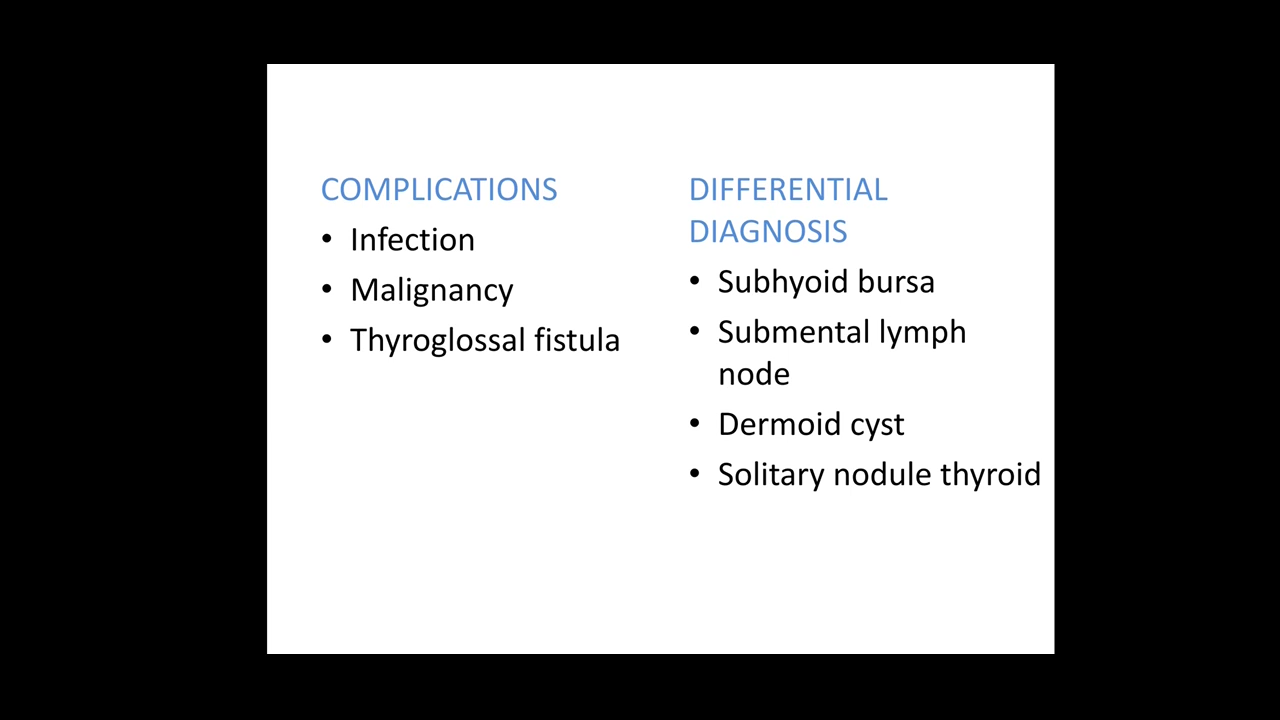 COMPLICATIONS
• Infection
• Malignancy
• Thyroglossal fistula
DIFFERENTIAL
DIAGNOSIS
• Subhyoid bursa
• Submental lymph
node
• Dermoid cyst
• Solitary nodule thyroid